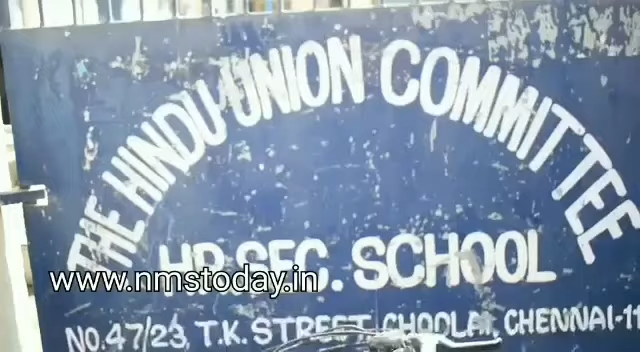 THE HINDU UNION COMMITTEE
HR.SEC. SCHOOL
www.nmstoday.in
NO.47/23, T.K. STREET, CHOOLAI, CHENNAI-11